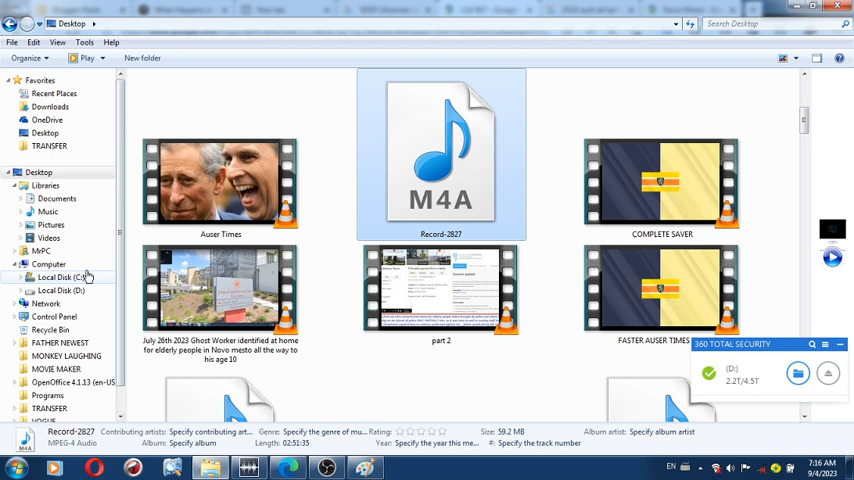 Desktop
Search Desktop
File Edit View Tools Help
Organize Play New folder
Favorites
Recent Places
Downloads
OneDrive
Desktop
TRANSFER
Desktop
Libraries
Documents
Music
Pictures
Videos
MrPC
Computer
Local Disk (C:)
Local Disk (D:)
Network
Control Panel
Recycle Bin
FATHER NEWEST
MONKEY LAUGHING
MOVIE MAKER
OpenOffice 4.1.13 (en-US
Programs
TRANSFER
VOGUE
Auser Times
M4A
Record-2827
COMPLETE SAVER
July 26th 2023 Ghost Worker identified at home
for elderly people in Novo mesto all the way to
his age 10
part 2
FASTER AUSER TIMES
360 TOTAL SECURITY
(D:)
2.2T/4.5T
Record-2827 Contributing artists: Specify contributing art... Genre: Specify the genre of mu... Rating: Size: 59.2 MB Album artist: Specify album artist
MPEG-4 Audio Album: Specify album Length: 02:51:35 Year: Specify the year this me... #: Specify the track number
EN
7:16 AM
9/4/2023